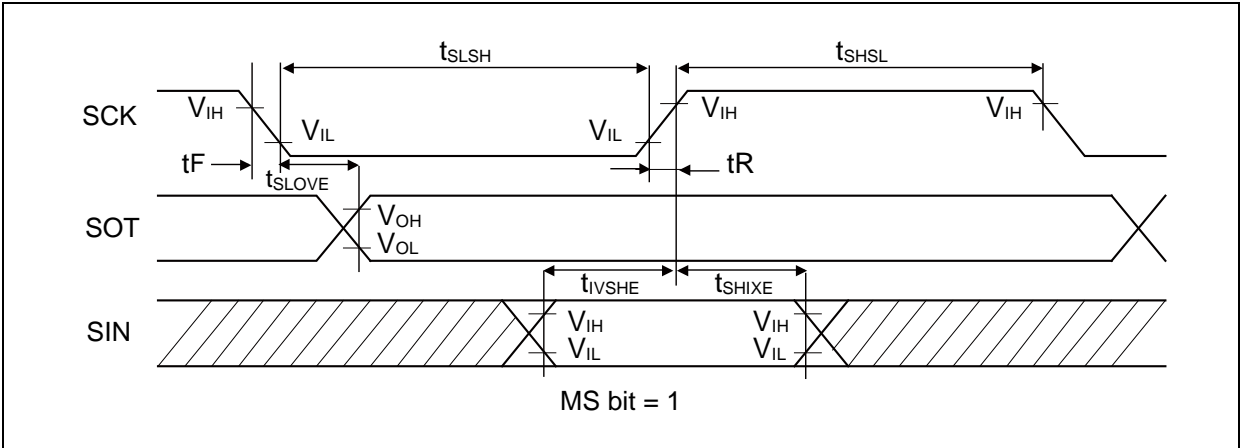 tSLSH tSHSL
SCK VIH VIL VIL VIH VIH
tF tSLOVE tR
SOT VOH VOL
tIVSHE tSHIXE
SIN VIH VIH
VIL VIL
MS bit = 1